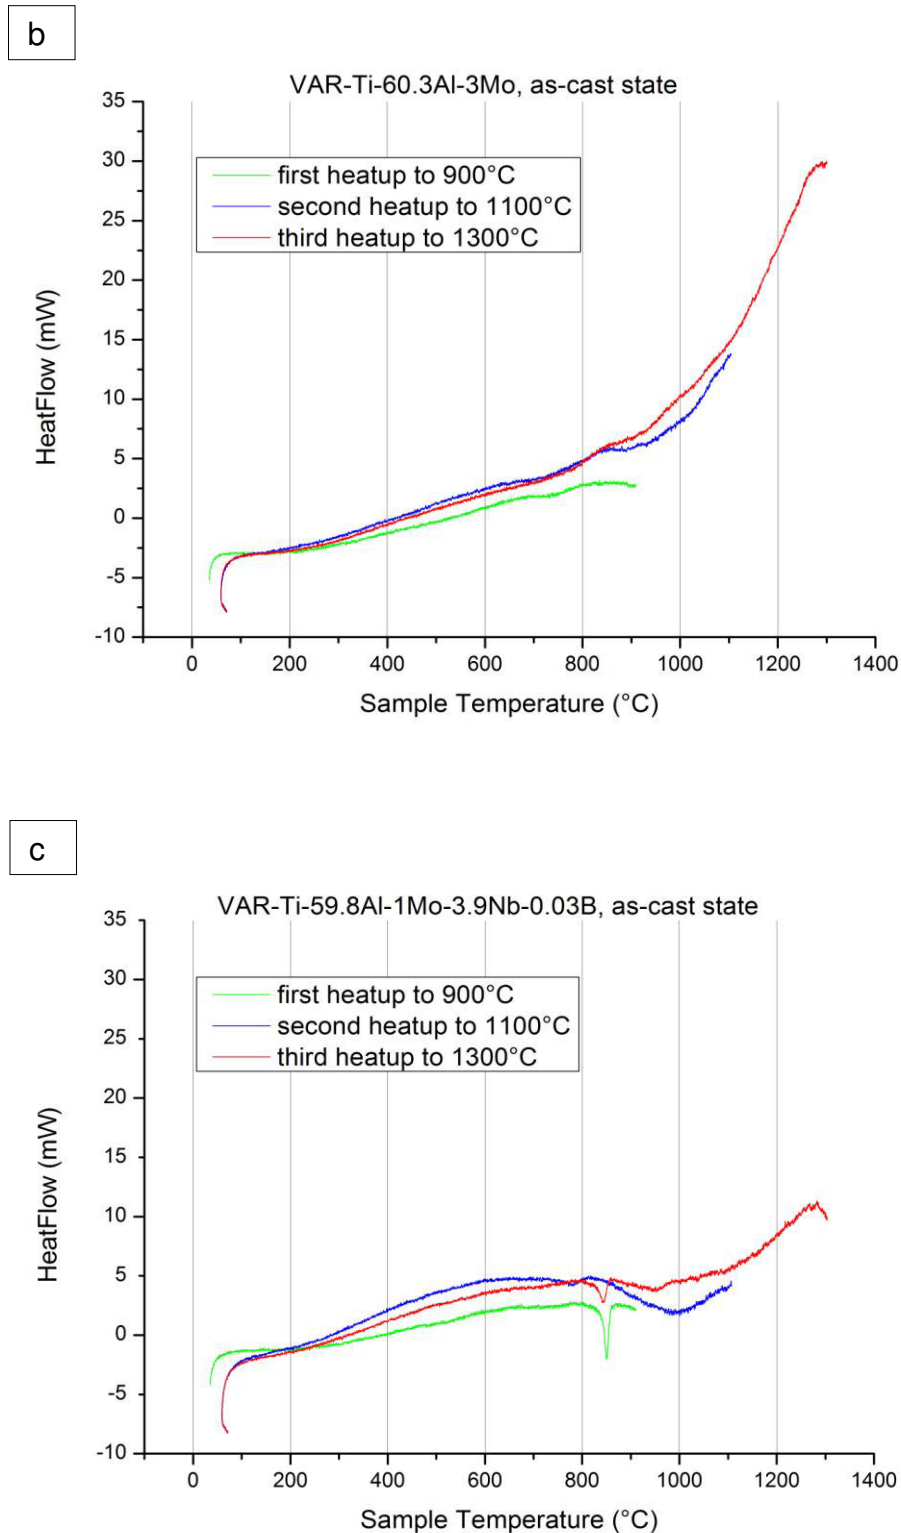 b
VAR-Ti-60.3Al-3Mo, as-cast state
35
30
25
20
15
10
5
0
-5
-10
HeatFlow (mW)
first heatup to 900°C
second heatup to 1100°C
third heatup to 1300°C
0 200 400 600 800 1000 1200 1400
Sample Temperature (°C)
c
VAR-Ti-59.8Al-1Mo-3.9Nb-0.03B, as-cast state
35
30
25
20
15
10
5
0
-5
-10
HeatFlow (mW)
first heatup to 900°C
second heatup to 1100°C
third heatup to 1300°C
0 200 400 600 800 1000 1200 1400
Sample Temperature (°C)